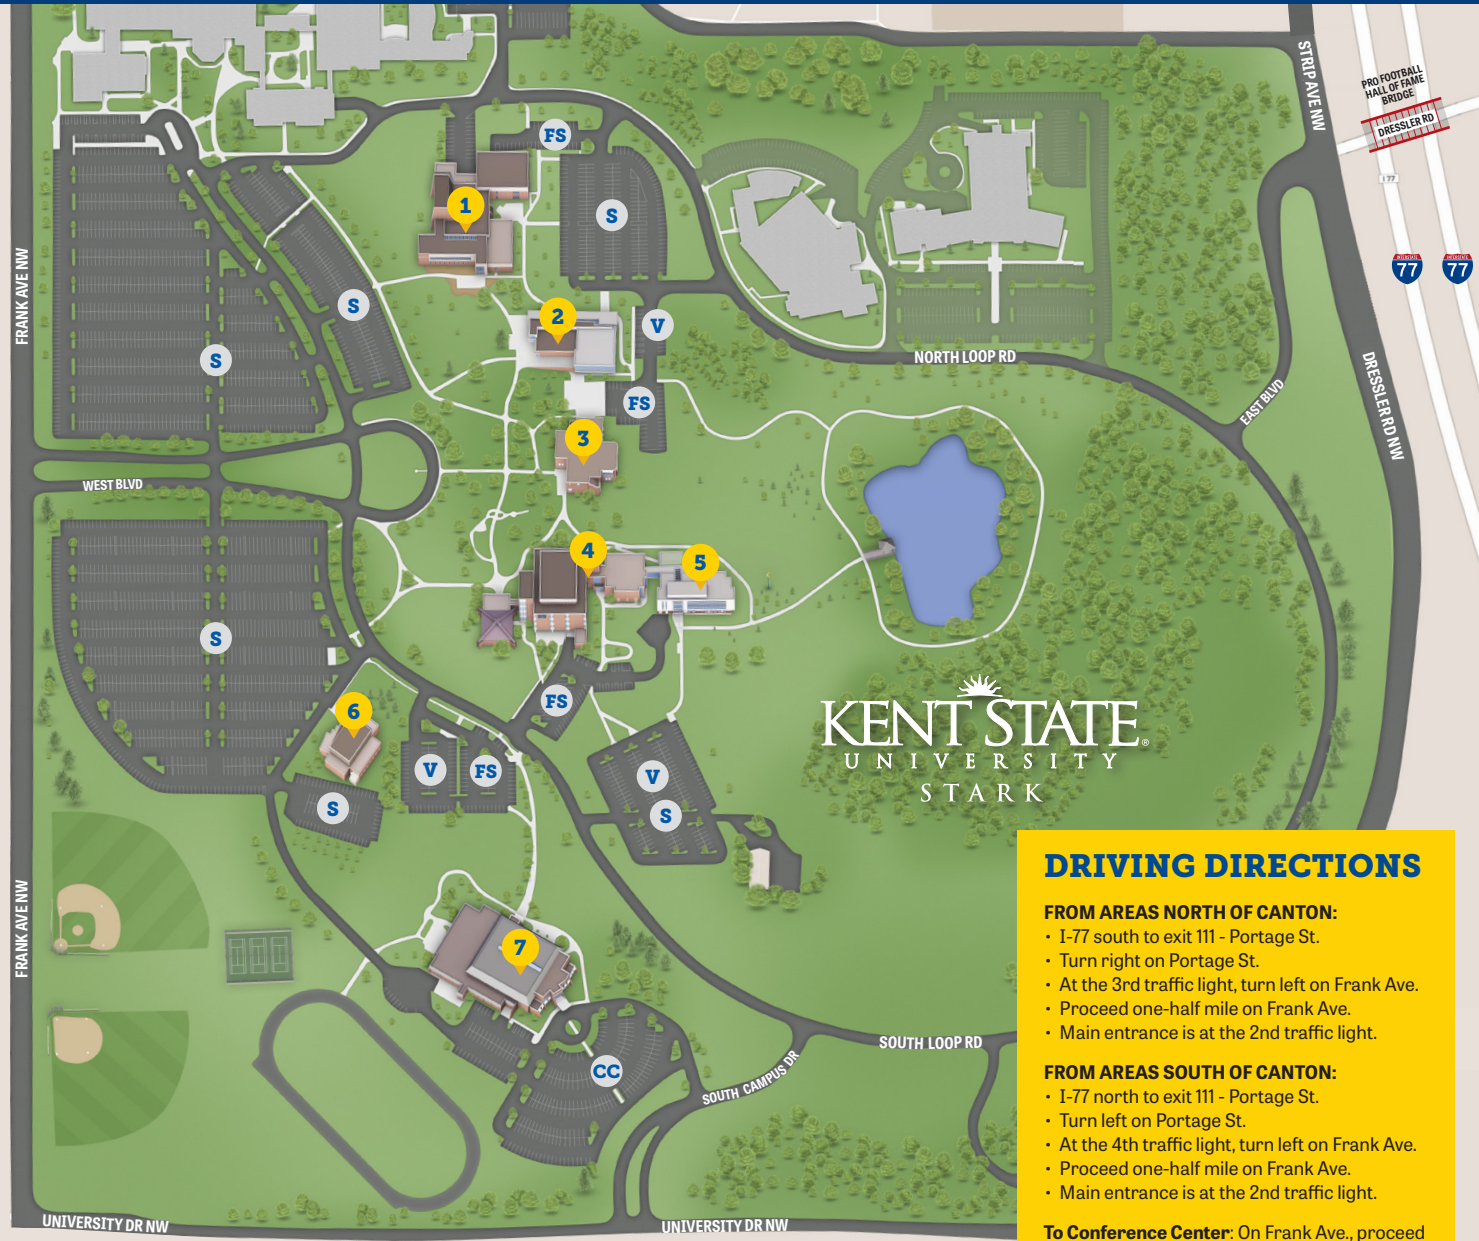 STRIP AVE NW
PRO FOOTBALL
HALL OF FAME
BRIDGE
DRESSLER RD
I 77
FS
1
S
INTERSTATE
77
INTERSTATE
77
FRANK AVE NW
S
2
V
S
NORTH LOOP RD
DRESSLER RD NW
FS
EAST BLVD
3
WEST BLVD
4
5
S
FS
6
KENT STATE®
UNIVERSITY
STARK
V
FS
V
S
S
FRANK AVE NW
7
CC
SOUTH LOOP RD
SOUTH CAMPUS DR
UNIVERSITY DR NW
UNIVERSITY DR NW
DRIVING DIRECTIONS
FROM AREAS NORTH OF CANTON:
• I-77 south to exit 111 - Portage St.
• Turn right on Portage St.
• At the 3rd traffic light, turn left on Frank Ave.
• Proceed one-half mile on Frank Ave.
• Main entrance is at the 2nd traffic light.
FROM AREAS SOUTH OF CANTON:
• I-77 north to exit 111 - Portage St.
• Turn left on Portage St.
• At the 4th traffic light, turn left on Frank Ave.
• Proceed one-half mile on Frank Ave.
• Main entrance is at the 2nd traffic light.
To Conference Center: On Frank Ave., proceed